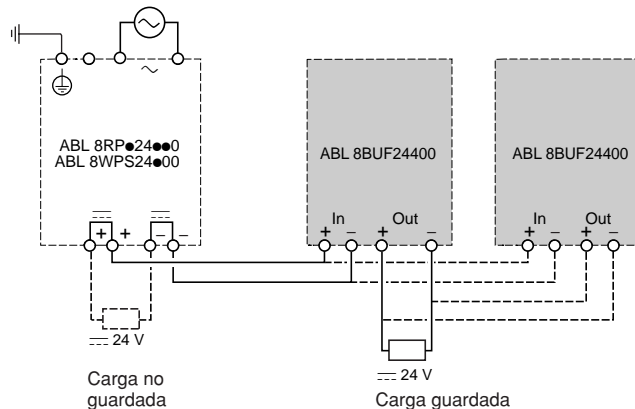 ABL 8RP●24●●0
ABL 8WPS24●00
+ + – –
24 V
Carga no
guardada
ABL 8BUF24400
In Out
+ – + –
24 V
Carga guardada
ABL 8BUF24400
In Out
+ – + –